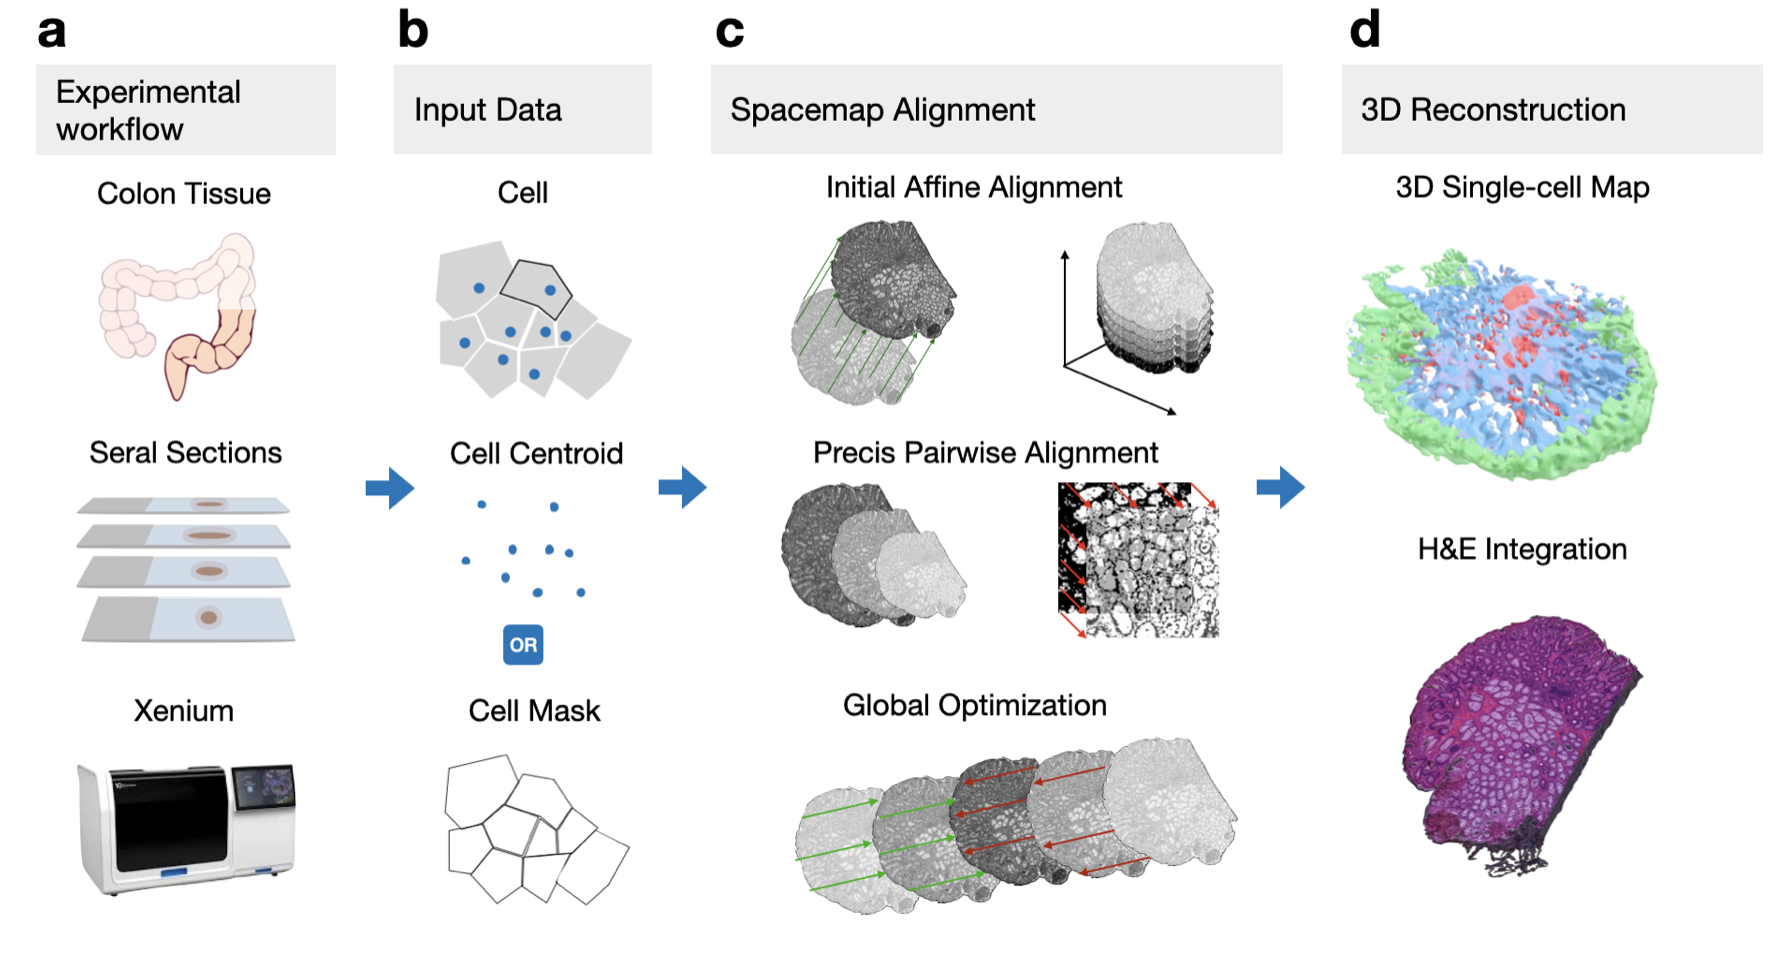 a
Experimental
workflow
Colon Tissue
Seral Sections
Xenium
b
Input Data
Cell
Cell Centroid
OR
Cell Mask
c
Spacemap Alignment
Initial Affine Alignment
Precis Pairwise Alignment
Global Optimization
d
3D Reconstruction
3D Single-cell Map
H&E Integration